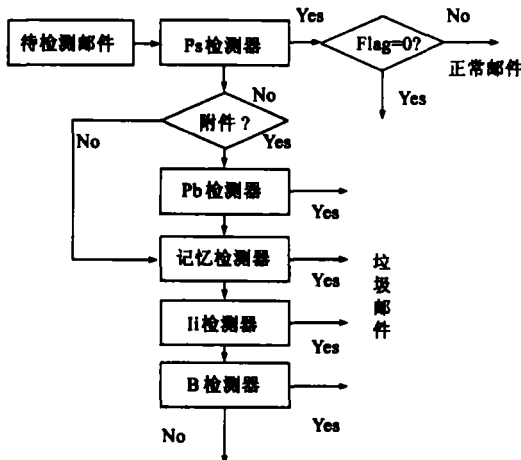 Yes
No
待检测邮件
Ps检测器
Flag=0?
正常邮件
No
Yes
附件？
No
Yes
Pb检测器
Yes
记忆检测器
Yes
垃圾邮件
Ii检测器
Yes
B检测器
No
Yes